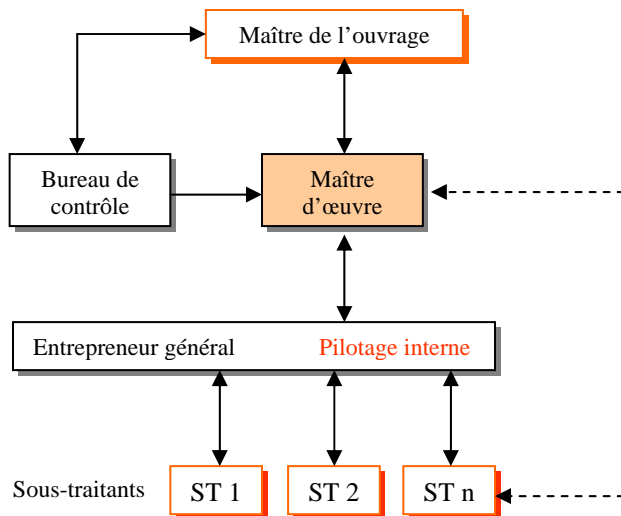 Maître de l’ouvrage
Bureau de
contrôle
Maître
d’œuvre
Entrepreneur général Pilotage interne
Sous-traitants ST 1 ST 2 ST n